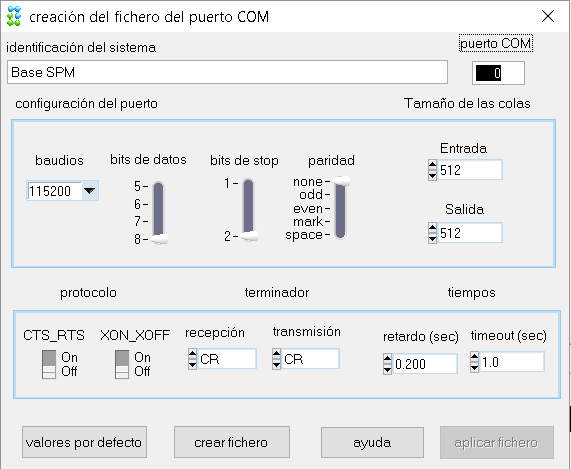 creación del fichero del puerto COM
identificación del sistema
puerto COM
Base SPM
0
configuración del puerto
Tamaño de las colas
baudios
115200
bits de datos
5
6
7
8
bits de stop
1
2
paridad
none
odd
even
mark
space
Entrada
512
Salida
512
protocolo
terminador
tiempos
CTS_RTS
On
Off
XON_XOFF
On
Off
recepción
CR
transmisión
CR
retardo (sec)
0.200
timeout (sec)
1.0
valores por defecto
crear fichero
ayuda
aplicar fichero